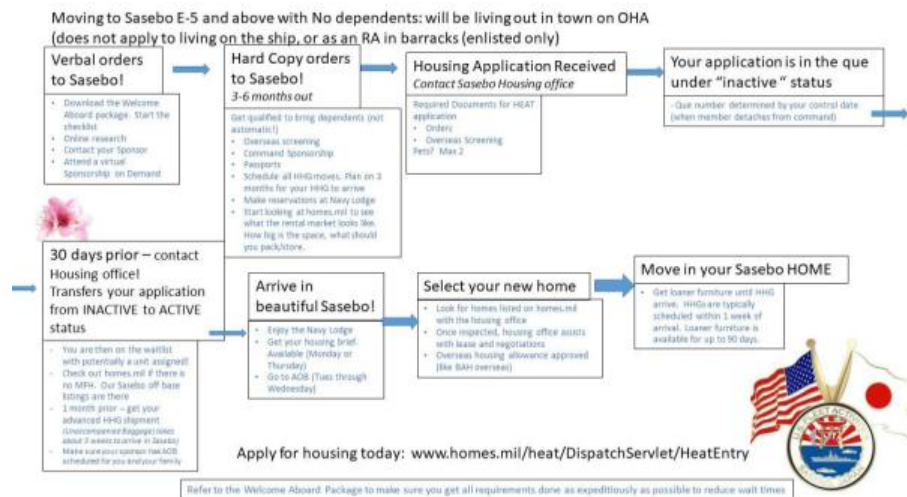 Moving to Sasebo E-5 and above with No dependents: will be living out in town on OHA
(does not apply to living on the ship, or as an RA in barracks (enlisted only)
Verbal orders
to Sasebo!
• Download the Welcome
Aboard package. Start the
checklist
• Online research
• Contact your Sponsor
• Attend a virtual
Sponsorship on Demand
Hard Copy orders
to Sasebo!
3-6 months out
Get qualified to bring dependents (not
automatic!)
• Overseas screening
• Command Sponsorship
• Passports
• Schedule all HHG moves. Plan on 3
months for your HHG to arrive
• Make reservations at Navy Lodge
• Start looking at homes.mil to see
what the rental market looks like.
How big is the space, what should
you pack/store.
Housing Application Received
Contact Sasebo Housing office
Required Documents for HEAT
application
• Orders
• Overseas Screening
Pets? Max 2
Your application is in the que
under "inactive" status
- Que number determined by your control date
(when member detaches from command)
30 days prior – contact
Housing office!
Transfers your application
from INACTIVE to ACTIVE
status
- You are then on the waitlist
with potentially a unit assigned!
- Check out homes.mil if there is
no MFH. Our Sasebo off base
listings are there
- 1 month prior – get your
advanced HHG shipment
(Unaccompanied Baggage) takes
about 3 weeks to arrive in Sasebo)
- Make sure your sponsor has AOB
scheduled for you and your family
Arrive in
beautiful Sasebo!
• Enjoy the Navy Lodge
• Get your housing brief.
Available (Monday or
Thursday)
• Go to AOB (Tues through
Wednesday)
Select your new home
• Look for homes listed on homes.mil
with the housing office
• Once inspected, housing office assists
with lease and negotiations
• Overseas housing allowance approved
(like BAH overseas)
Move in your Sasebo HOME
• Get loaner furniture until HHG
arrive. HHGs are typically
scheduled within 1 week of
arrival. Loaner furniture is
available for up to 90 days.
Apply for housing today: www.homes.mil/heat/DispatchServlet/HeatEntry
Refer to the Welcome Aboard Package to make sure you get all requirements done as expeditiously as possible to reduce wait times